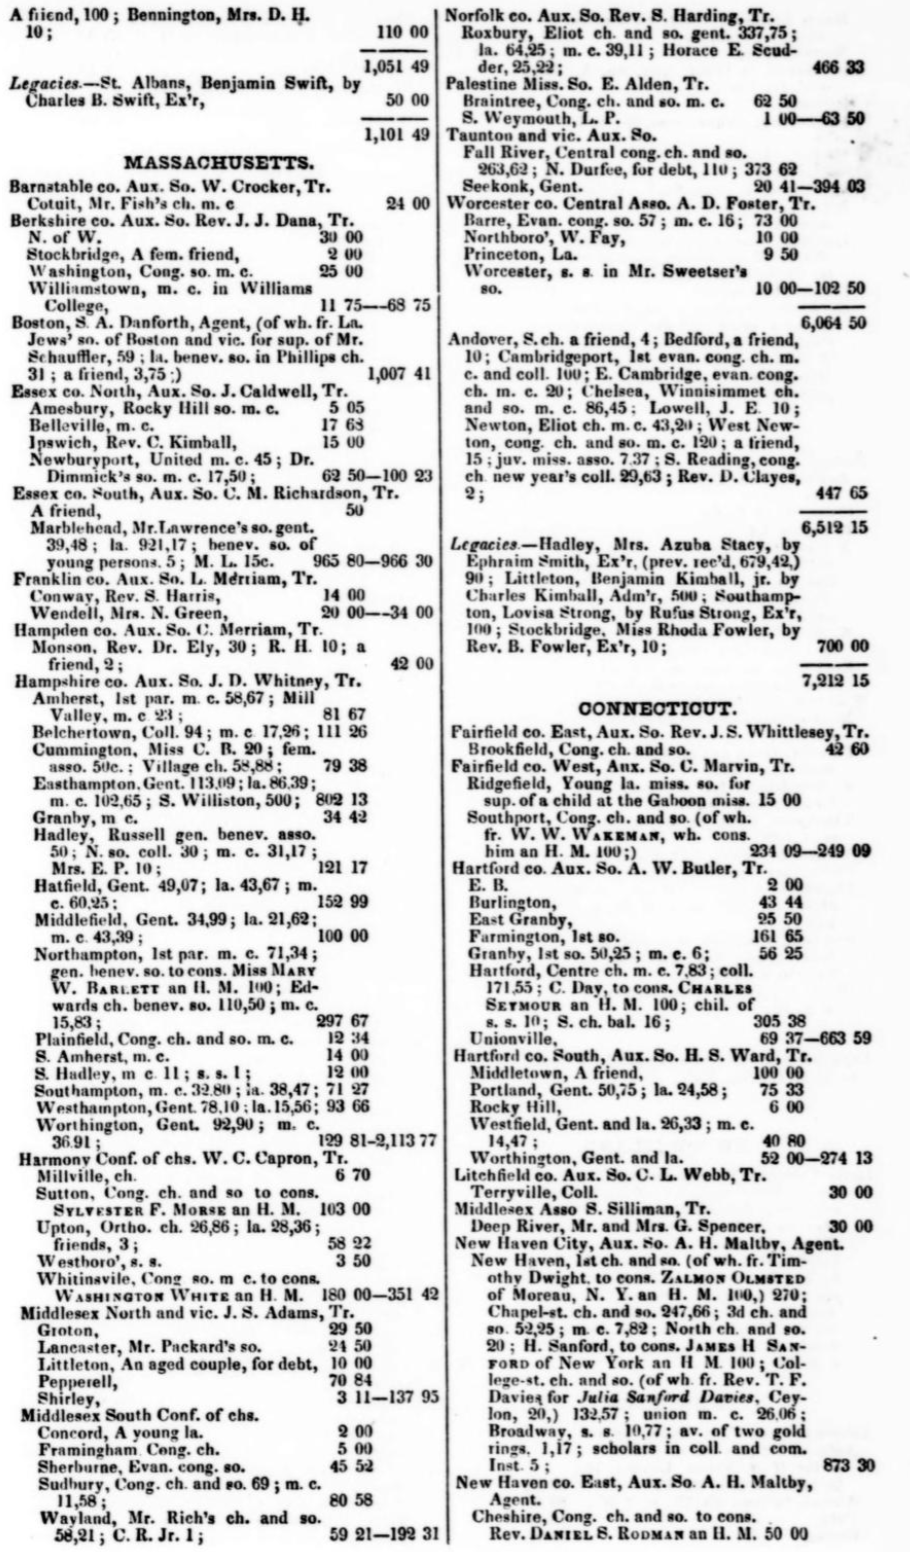 A friend, 100; Bennington, Mrs. D. H.
10; 110 00
1,051 49
Legacies.—St. Albans, Benjamin Swift, by
Charles B. Swift, Ex'r, 50 00
1,101 49
MASSACHUSETTS.
Barnstable co. Aux. So. W. Crocker, Tr.
Cotuit, Mr. Fish's ch. m. c 24 00
Berkshire co. Aux. So. Rev. J. J. Dana, Tr.
N. of W. 30 00
Stockbridge, A fem. friend, 2 00
Washington, Cong. so. m. c. 25 00
Williamstown, m. c. in Williams
College, 11 75—68 75
Boston, S. A. Danforth, Agent, (of wh. fr. La.
Jews' so. of Boston and vic. for sup. of Mr.
Schauffler, 59; la. benev. so. in Phillips ch.
31; a friend, 3,75;) 1,007 41
Essex co. North, Aux. So. J. Caldwell, Tr.
Amesbury, Rocky Hill so. m. c. 5 05
Belleville, m. c. 17 68
Ipswich, Rev. C. Kimball, 15 00
Newburyport, United m. c. 45; Dr.
Dimmick's so. m. c. 17,50; 62 50—100 23
Essex co. South, Aux. So. C. M. Richardson, Tr.
A friend, 50
Marblehead, Mr. Lawrence's so. gent.
39,48; la. 921,17; benev. so. of
young persons. 5; M. L. 15c. 965 80—966 30
Franklin co. Aux. So. L. Merriam, Tr.
Conway, Rev. S. Harris, 14 00
Wendell, Mrs. N. Green, 20 00—34 00
Hampden co. Aux. So. C. Merriam, Tr.
Monson, Rev. Dr. Ely, 30; R. H. 10; a
friend, 2; 42 00
Hampshire co. Aux. So. J. D. Whitney, Tr.
Amherst, 1st par. m. c. 58,67; Mill
Valley, m. c 23; 81 67
Belchertown, Coll. 94; m. c 17,26; 111 26
Cummington, Miss C. B. 20; fem.
asso. 50c.; Village ch. 58,88; 79 38
Easthampton, Gent. 113,09; la. 86,39;
m. c. 102,65; S. Williston, 500; 802 13
Granby, m c. 34 42
Hadley, Russell gen. benev. asso.
50; N. so. coll. 30; m. c. 31,17;
Mrs. E. P. 10; 121 17
Hatfield, Gent. 49,07; la. 43,67; m.
c. 60,25; 152 99
Middlefield, Gent. 34,99; la. 21,62;
m. c. 43,39; 100 00
Northampton, 1st par. m. c. 71,34;
gen. benev. so. to cons. Miss MARY
W. BARLETT an H. M. 100; Ed-
wards ch. benev. so. 110,50; m. c.
15,83; 297 67
Plainfield, Cong. ch. and so. m. c. 12 34
S. Amherst, m. c. 14 00
S. Hadley, m c 11; s. s. 1; 12 00
Southampton, m. c. 32,80; la. 38,47; 71 27
Westhampton, Gent. 78,10; la. 15,56; 93 66
Worthington, Gent. 92,90; m. c.
36,91; 129 81-2,113 77
Harmony Conf. of chs. W. C. Capron, Tr.
Millville, ch. 6 70
Sutton, Cong. ch. and so to cons.
SYLVESTER F. MORSE an H. M. 103 00
Upton, Ortho. ch. 26,86; la. 28,36;
friends, 3; 58 22
Westboro', s. s. 3 50
Whitinsvile, Cong so. m c. to cons.
WASHINGTON WHITE an H. M. 180 00—351 42
Middlesex North and vic. J. S. Adams, Tr.
Groton, 29 50
Lancaster, Mr. Packard's so. 24 50
Littleton, An aged couple, for debt, 10 00
Pepperell, 70 84
Shirley, 3 11—137 95
Middlesex South Conf. of chs.
Concord, A young la. 2 00
Framingham Cong. ch. 5 00
Sherburne, Evan. cong. so. 45 52
Sudbury, Cong. ch. and so. 69; m. c.
11,58; 80 58
Wayland, Mr. Rich's ch. and so.
58,21; C. R. Jr. 1; 59 21—192 31
Norfolk co. Aux. So. Rev. S. Harding, Tr.
Roxbury, Eliot ch. and so. gent. 337,75;
la. 64,25; m. c. 39,11; Horace E. Scud-
der, 25,22; 466 33
Palestine Miss. So. E. Alden, Tr.
Braintree, Cong. ch. and so. m. c. 62 50
S. Weymouth, L. P. 1 00—63 50
Taunton and vic. Aux. So.
Fall River, Central cong. ch. and so.
263,62; N. Durfee, for debt, 110; 373 62
Seekonk, Gent. 20 41—394 03
Worcester co. Central Asso. A. D. Foster, Tr.
Barre, Evan. cong. so. 57; m. c. 16; 73 00
Northboro', W. Fay, 10 00
Princeton, La. 9 50
Worcester, s. s. in Mr. Sweetser's
so. 10 00—102 50
6,064 50
Andover, S. ch. a friend, 4; Bedford, a friend,
10; Cambridgeport, 1st evan. cong. ch. m.
c. and coll. 100; E. Cambridge, evan. cong.
ch. m. c. 20; Chelsea, Winnisimmet ch.
and so. m. c. 86,45; Lowell, J. E. 10;
Newton, Eliot ch. m. c. 43,20; West New-
ton, cong. ch. and so. m. c. 120; a friend,
15; juv. miss. asso. 7,37; S. Reading, cong.
ch new year's coll. 29,63; Rev. D. Clayes,
2; 447 65
6,512 15
Legacies.—Hadley, Mrs. Azuba Stacy, by
Ephraim Smith, Ex'r, (prev. rec'd, 679,42,)
90; Littleton, Benjamin Kimball, jr. by
Charles Kimball, Adm'r, 500; Southamp-
ton, Lovisa Strong, by Rufus Strong, Ex'r,
100; Stockbridge, Miss Rhoda Fowler, by
Rev. B. Fowler, Ex'r, 10; 700 00
7,212 15
CONNECTICUT.
Fairfield co. East, Aux. So. Rev. J. S. Whittlesey, Tr.
Brookfield, Cong. ch. and so. 42 60
Fairfield co. West, Aux. So. C. Marvin, Tr.
Ridgefield, Young la. miss. so. for
sup. of a child at the Gaboon miss. 15 00
Southport, Cong. ch. and so. (of wh.
fr. W. W. WAKEMAN, wh. cons.
him an H. M. 100;) 234 09—249 09
Hartford co. Aux. So. A. W. Butler, Tr.
E. B. 2 00
Burlington, 43 44
East Granby, 25 50
Farmington, 1st so. 161 65
Granby, 1st so. 50,25; m. c. 6; 56 25
Hartford, Centre ch. m. c. 7,83; coll.
171,55; C. Day, to cons. CHARLES
SEYMOUR an H. M. 100; chil. of
s. s. 10; S. ch. bal. 16; 305 38
Unionville, 69 37—663 59
Hartford co. South, Aux. So. H. S. Ward, Tr.
Middletown, A friend, 100 00
Portland, Gent. 50,75; la. 24,58; 75 33
Rocky Hill, 6 00
Westfield, Gent. and la. 26,33; m. c.
14,47; 40 80
Worthington, Gent. and la. 52 00—274 13
Litchfield co. Aux. So. C. L. Webb, Tr.
Terryville, Coll. 30 00
Middlesex Asso S. Silliman, Tr.
Deep River, Mr. and Mrs. G. Spencer, 30 00
New Haven City, Aux. So. A. H. Maltby, Agent.
New Haven, 1st ch. and so. (of wh. fr. Tim-
othy Dwight, to cons. ZALMON OLMSTED
of Moreau, N. Y. an H. M. 100,) 270;
Chapel-st. ch. and so. 247,66; 3d ch. and
so. 52,25; m. c. 7,82; North ch. and so.
20; H. Sanford, to cons. JAMES H SAN-
FORD of New York an H M. 100; Col-
lege-st. ch. and so. (of wh. fr. Rev. T. F.
Davies for Julia Sanford Davies, Cey-
lon, 20,) 132,57; union m. c. 26,06;
Broadway, s. s. 10,77; av. of two gold
rings, 1,17; scholars in coll. and com.
Inst. 5; 873 30
New Haven co. East, Aux. So. A. H. Maltby,
Agent.
Cheshire, Cong. ch. and so. to cons.
Rev. DANIEL S. RODMAN an H. M. 50 00